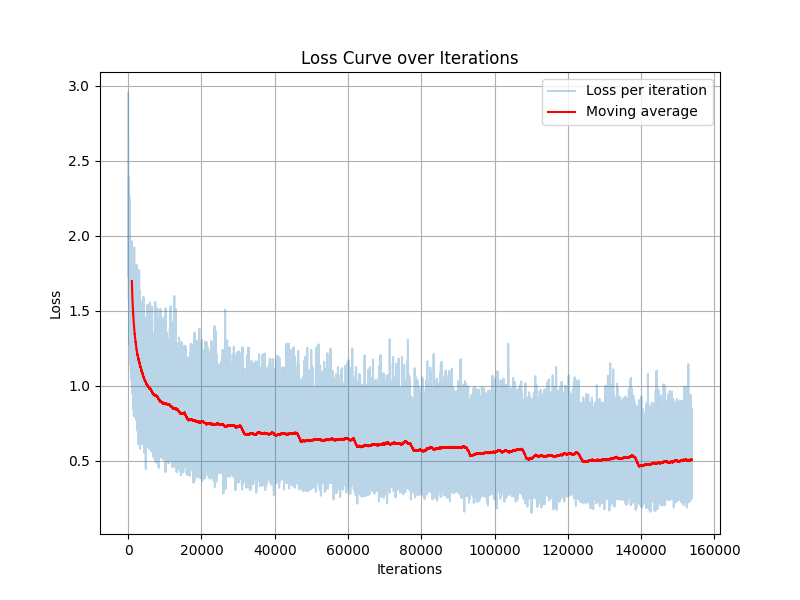 Loss Curve over Iterations
Loss per iteration
Moving average
3.0
2.5
2.0
1.5
1.0
0.5
Loss
0 20000 40000 60000 80000 100000 120000 140000 160000
Iterations